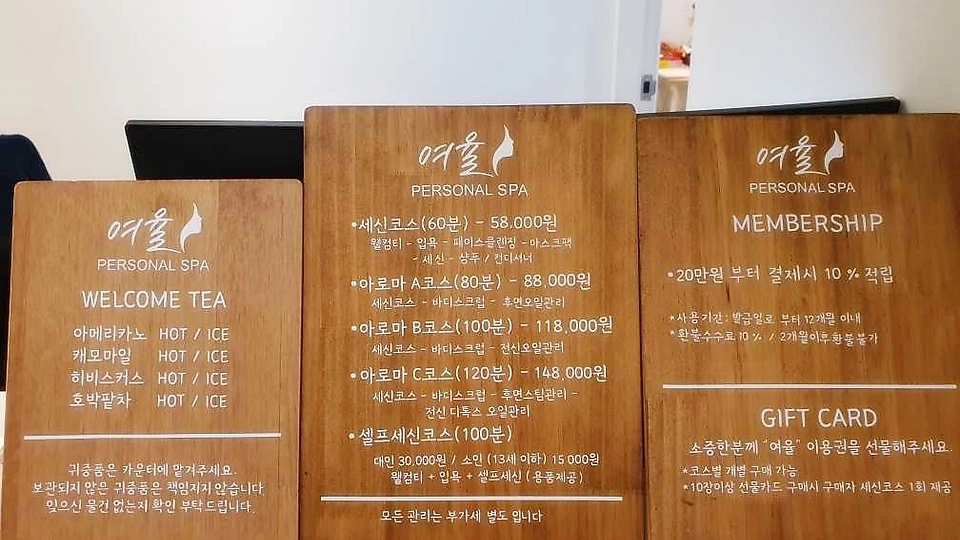 여율
PERSONAL SPA
WELCOME TEA
아메리카노 HOT / ICE
캐모마일 HOT / ICE
히비스커스 HOT / ICE
호박팥차 HOT / ICE
귀중품은 카운터에 맡겨주세요.
보관되지 않은 귀중품은 책임지지 않습니다.
잊으신 물건 없는지 확인 부탁드립니다.
여율
PERSONAL SPA
•세신코스(60분) - 58,000원
웰컴티 - 입욕 - 페이스클렌징 - 마스크팩
- 세신 - 샴푸 / 컨디셔너
•아로마 A코스(80분) - 88,000원
세신코스 - 바디스크럽 - 후면오일관리
•아로마 B코스(100분) - 118,000원
세신코스 - 바디스크럽 - 전신오일관리
•아로마 C코스(120분) - 148,000원
세신코스 - 바디스크럽 - 후면스팀관리 -
전신 디톡스 오일관리
•셀프세신코스(100분)
대인 30,000원 / 소인 (13세 이하) 15,000원
웰컴티 + 입욕 + 셀프세신 (용품제공)
모든 관리는 부가세 별도 입니다
여율
PERSONAL SPA
MEMBERSHIP
•20만원 부터 결제시 10 % 적립
*사용기간: 발급일로 부터 12개월 이내
*환불수수료 10 % / 2개월이후 환불불가
GIFT CARD
소중한분께 "여율" 이용권을 선물해주세요.
*코스별 개별 구매 가능
*10장이상 선물카드 구매시 구매자 세신코스 1회 제공